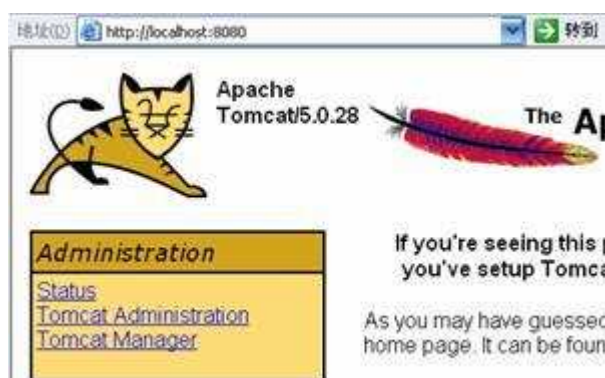 地址(D) http://localhost:8080 转到
Apache
Tomcat/5.0.28
The Ap
Administration
Status
Tomcat Administration
Tomcat Manager
If you're seeing this p
you've setup Tomca
As you may have guessed
home page. It can be foun